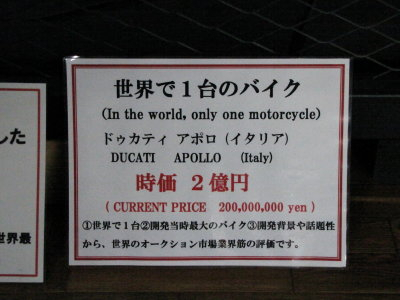 世界で1台のバイク
(In the world, only one motorcycle)
ドゥカティ アポロ (イタリア)
DUCATI APOLLO (Italy)
時価 2億円
( CURRENT PRICE 200,000,000 yen )
①世界で1台②開発当時最大のバイク③開発背景や話題性
から、世界のオークション市場業界筋の評価です。
した
世界最